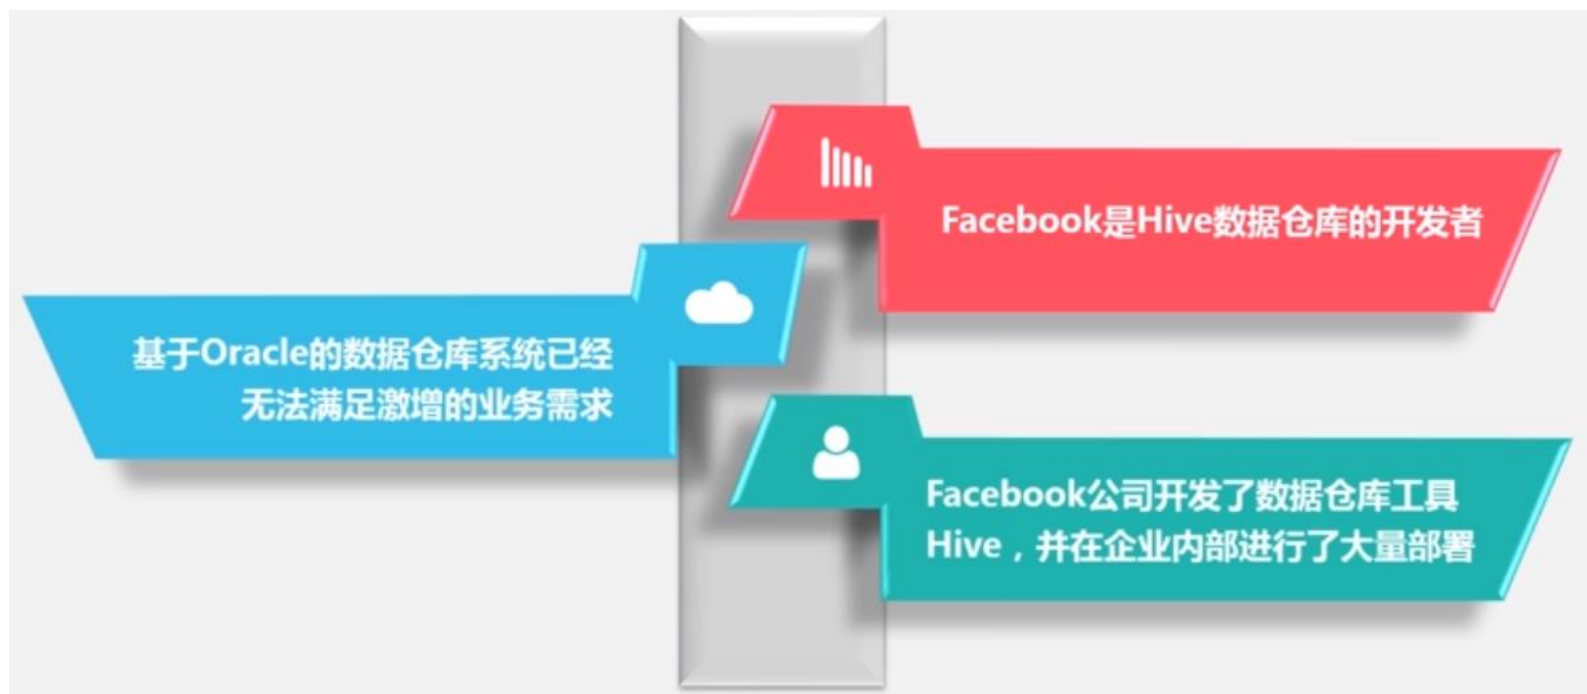 Facebook是Hive数据仓库的开发者
基于Oracle的数据仓库系统已经
无法满足激增的业务需求
Facebook公司开发了数据仓库工具
Hive，并在企业内部进行了大量部署